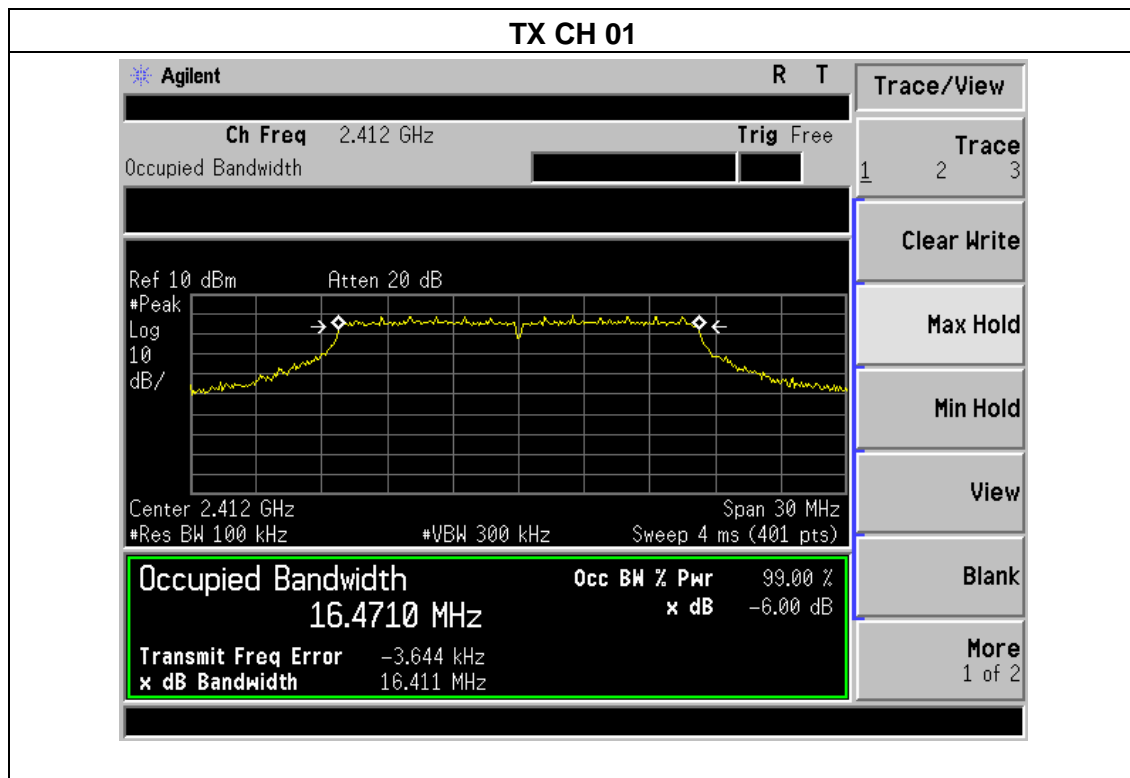 TX CH 01
Agilent R T
Trace/View
Ch Freq 2.412 GHz Trig Free
Occupied Bandwidth
Trace
1 2 3
Clear Write
Ref 10 dBm Atten 20 dB
#Peak
Log
10
dB/
Max Hold
Min Hold
View
Center 2.412 GHz Span 30 MHz
#Res BW 100 kHz #VBW 300 kHz Sweep 4 ms (401 pts)
Occupied Bandwidth Occ BW % Pwr 99.00 %
16.4710 MHz x dB -6.00 dB
Blank
Transmit Freq Error -3.644 kHz
x dB Bandwidth 16.411 MHz
More
1 of 2